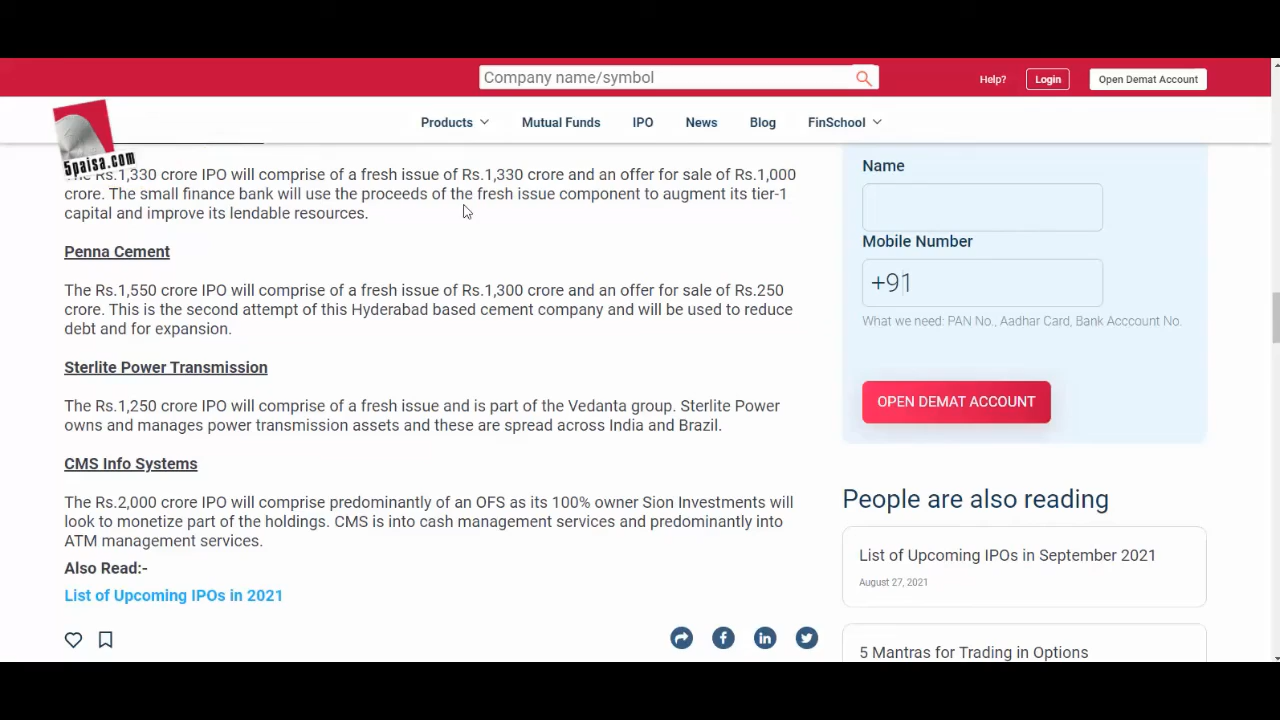 Company name/symbol
Help?
Login
Open Demat Account
5paisa.com
Products
Mutual Funds
IPO
News
Blog
FinSchool
The Rs.1,330 crore IPO will comprise of a fresh issue of Rs.1,330 crore and an offer for sale of Rs.1,000
crore. The small finance bank will use the proceeds of the fresh issue component to augment its tier-1
capital and improve its lendable resources.
Penna Cement
The Rs.1,550 crore IPO will comprise of a fresh issue of Rs.1,300 crore and an offer for sale of Rs.250
crore. This is the second attempt of this Hyderabad based cement company and will be used to reduce
debt and for expansion.
Sterlite Power Transmission
The Rs.1,250 crore IPO will comprise of a fresh issue and is part of the Vedanta group. Sterlite Power
owns and manages power transmission assets and these are spread across India and Brazil.
CMS Info Systems
The Rs.2,000 crore IPO will comprise predominantly of an OFS as its 100% owner Sion Investments will
look to monetize part of the holdings. CMS is into cash management services and predominantly into
ATM management services.
Also Read:-
List of Upcoming IPOs in 2021
Name
Mobile Number
+91
What we need: PAN No., Aadhar Card, Bank Acccount No.
OPEN DEMAT ACCOUNT
People are also reading
List of Upcoming IPOs in September 2021
August 27, 2021
5 Mantras for Trading in Options